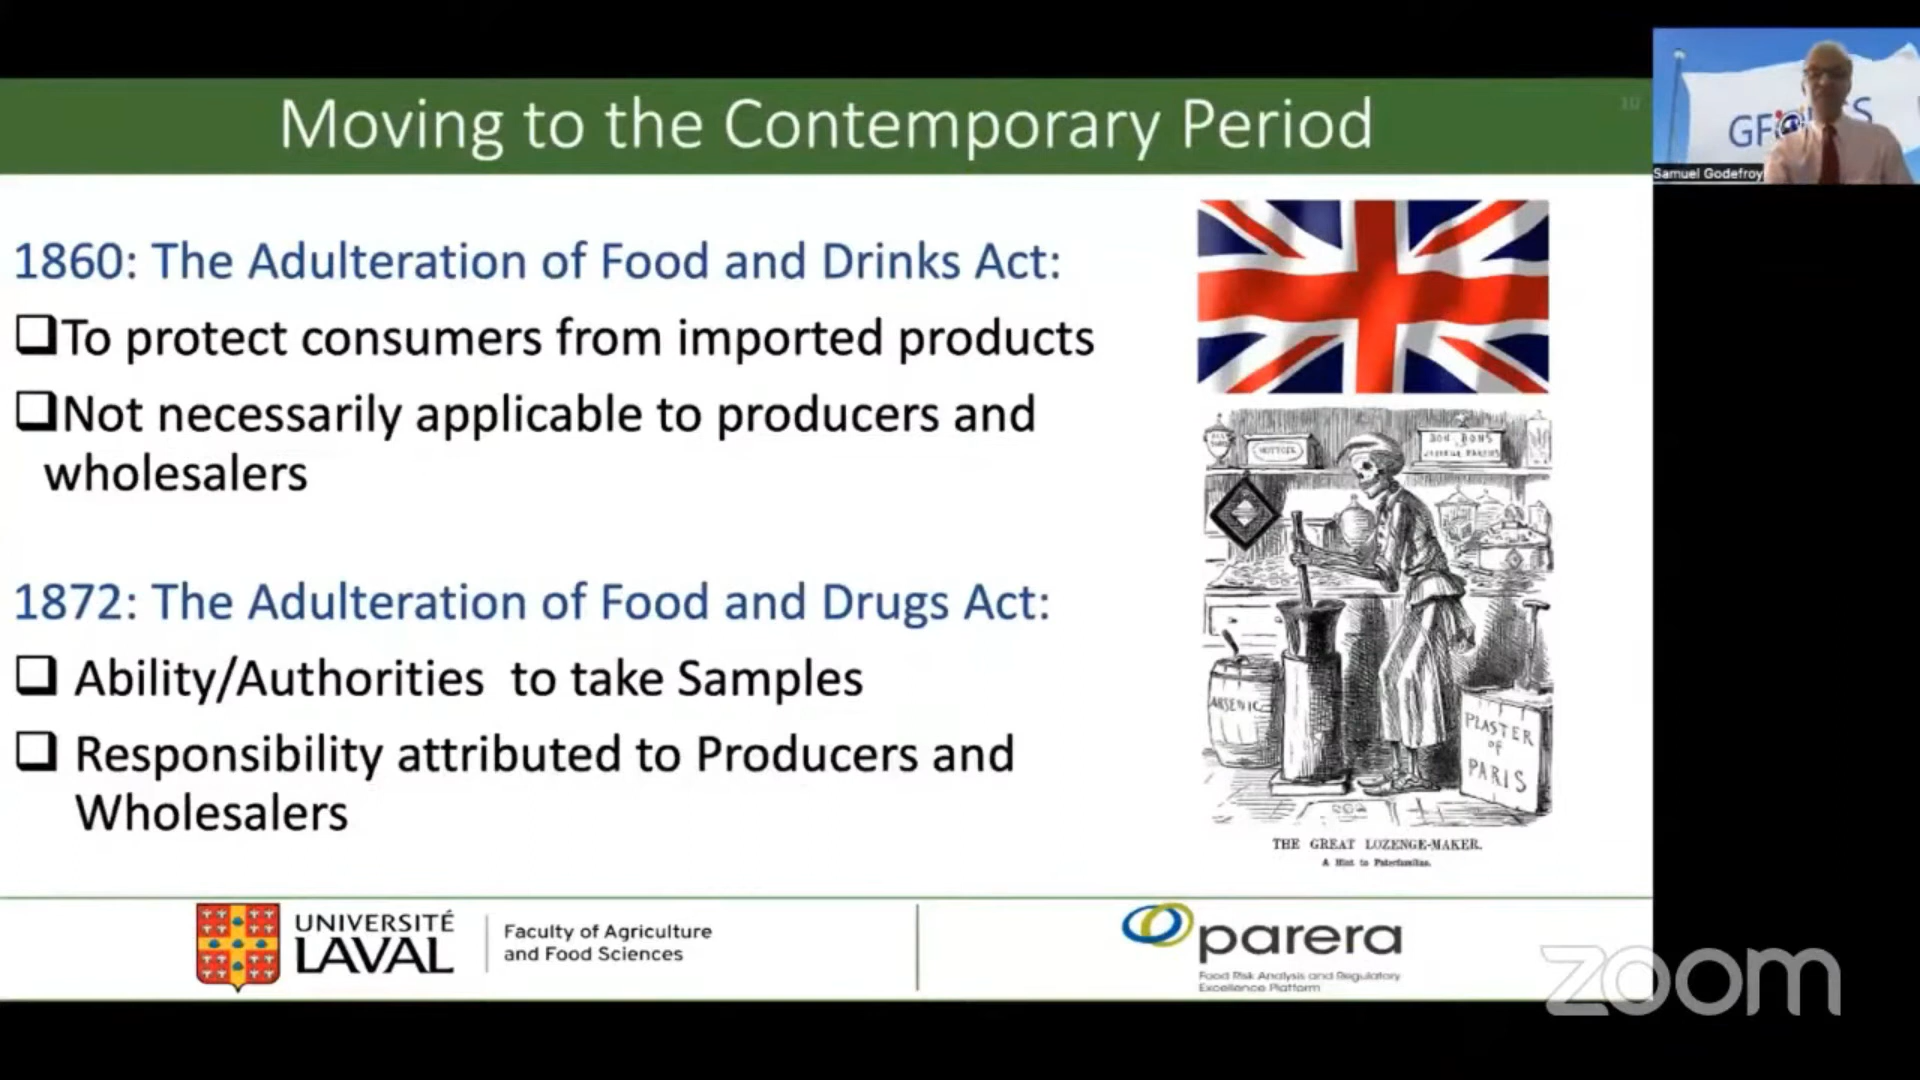 Moving to the Contemporary Period
10
Samuel Godefroy
1860: The Adulteration of Food and Drinks Act:
To protect consumers from imported products
Not necessarily applicable to producers and
wholesalers
1872: The Adulteration of Food and Drugs Act:
Ability/Authorities to take Samples
Responsibility attributed to Producers and
Wholesalers
BON BONS
ARSENIC
PLASTER
of
PARIS
THE GREAT LOZENGE-MAKER.
A Hint to Paterfamilias.
UNIVERSITÉ
LAVAL
Faculty of Agriculture
and Food Sciences
parera
Food Risk Analysis and Regulatory
Excellence Platform
zoom